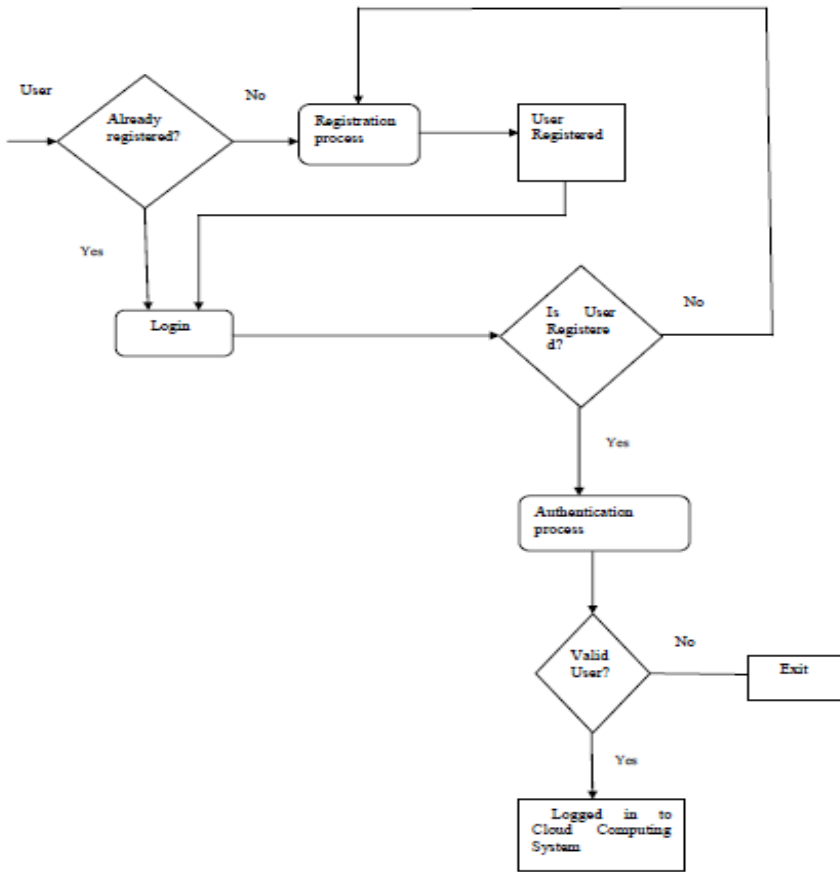 User
Already
registered?
No
Registration
process
User
Registered
Yes
Login
Is User
Registere
d?
No
Yes
Authentication
process
Valid
User?
No
Exit
Yes
Logged in to
Cloud Computing
System